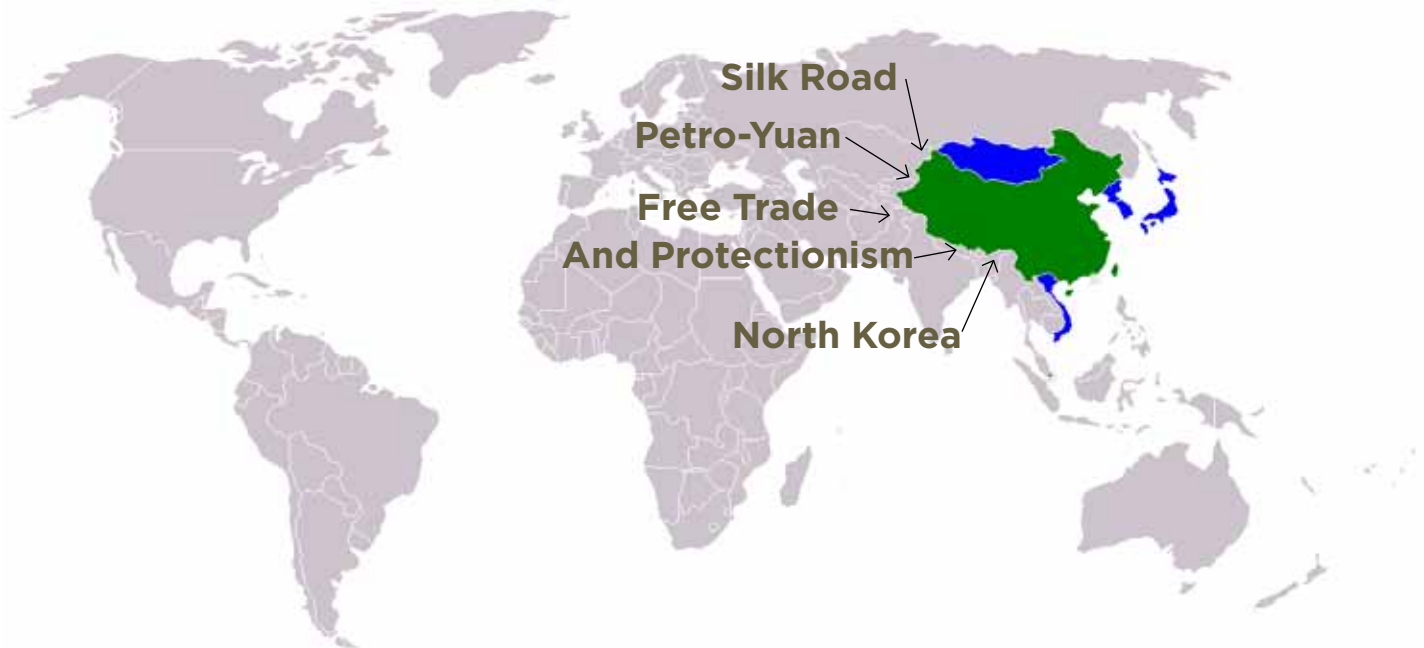 Silk Road
Petro-Yuan
Free Trade
And Protectionism
North Korea